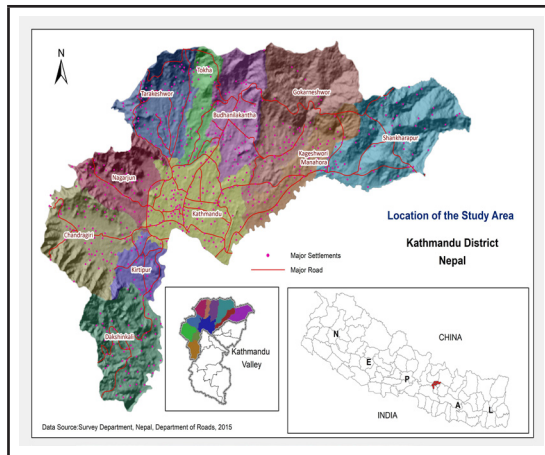 N
Tokha
Tarakeshwor
Gokarneshwor
Budhanilakantha
Shankharapur
Kageshwori
Manahora
Nagarjun
Kathmandu
Chandragiri
Kirtipur
Dakshinkali
Location of the Study Area
Kathmandu District
Nepal
Major Settlements
Major Road
Kathmandu
Valley
CHINA
N
E
P
A
L
INDIA
Data Source:Survey Department, Nepal, Department of Roads, 2015